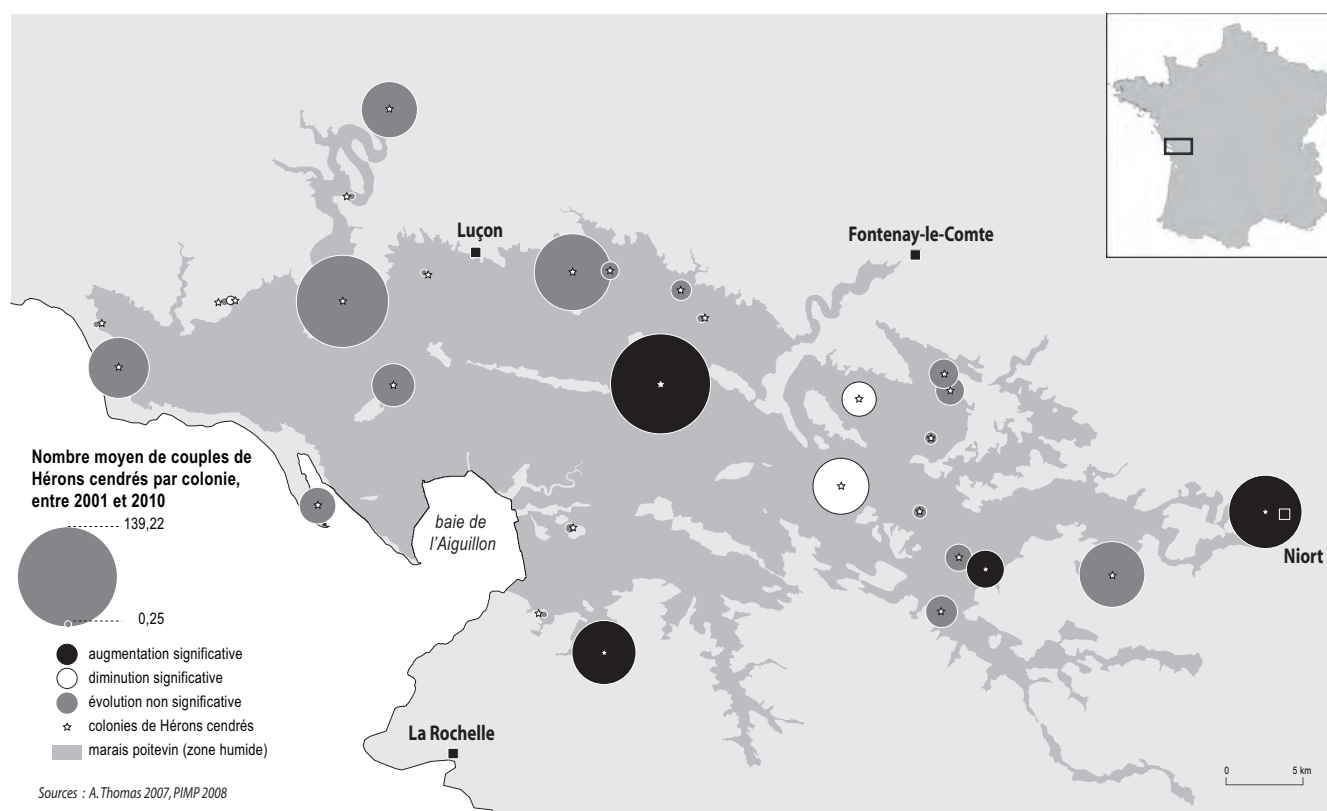 Luçon
Fontenay-le-Comte
Nombre moyen de couples de
Hérons cendrés par colonie,
entre 2001 et 2010
139,22
0,25
baie de
l'Aiguillon
Niort
augmentation significative
diminution significative
évolution non significative
colonies de Hérons cendrés
marais poitevin (zone humide)
La Rochelle
0 5 km
Sources : A. Thomas 2007, PIMP 2008